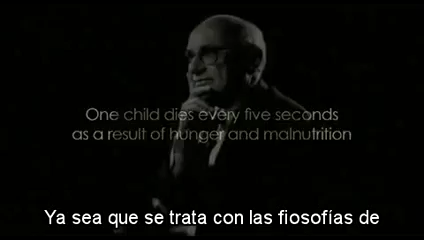 One child dies every five seconds
as a result of hunger and malnutrition
Ya sea que se trata con las fiosofías de